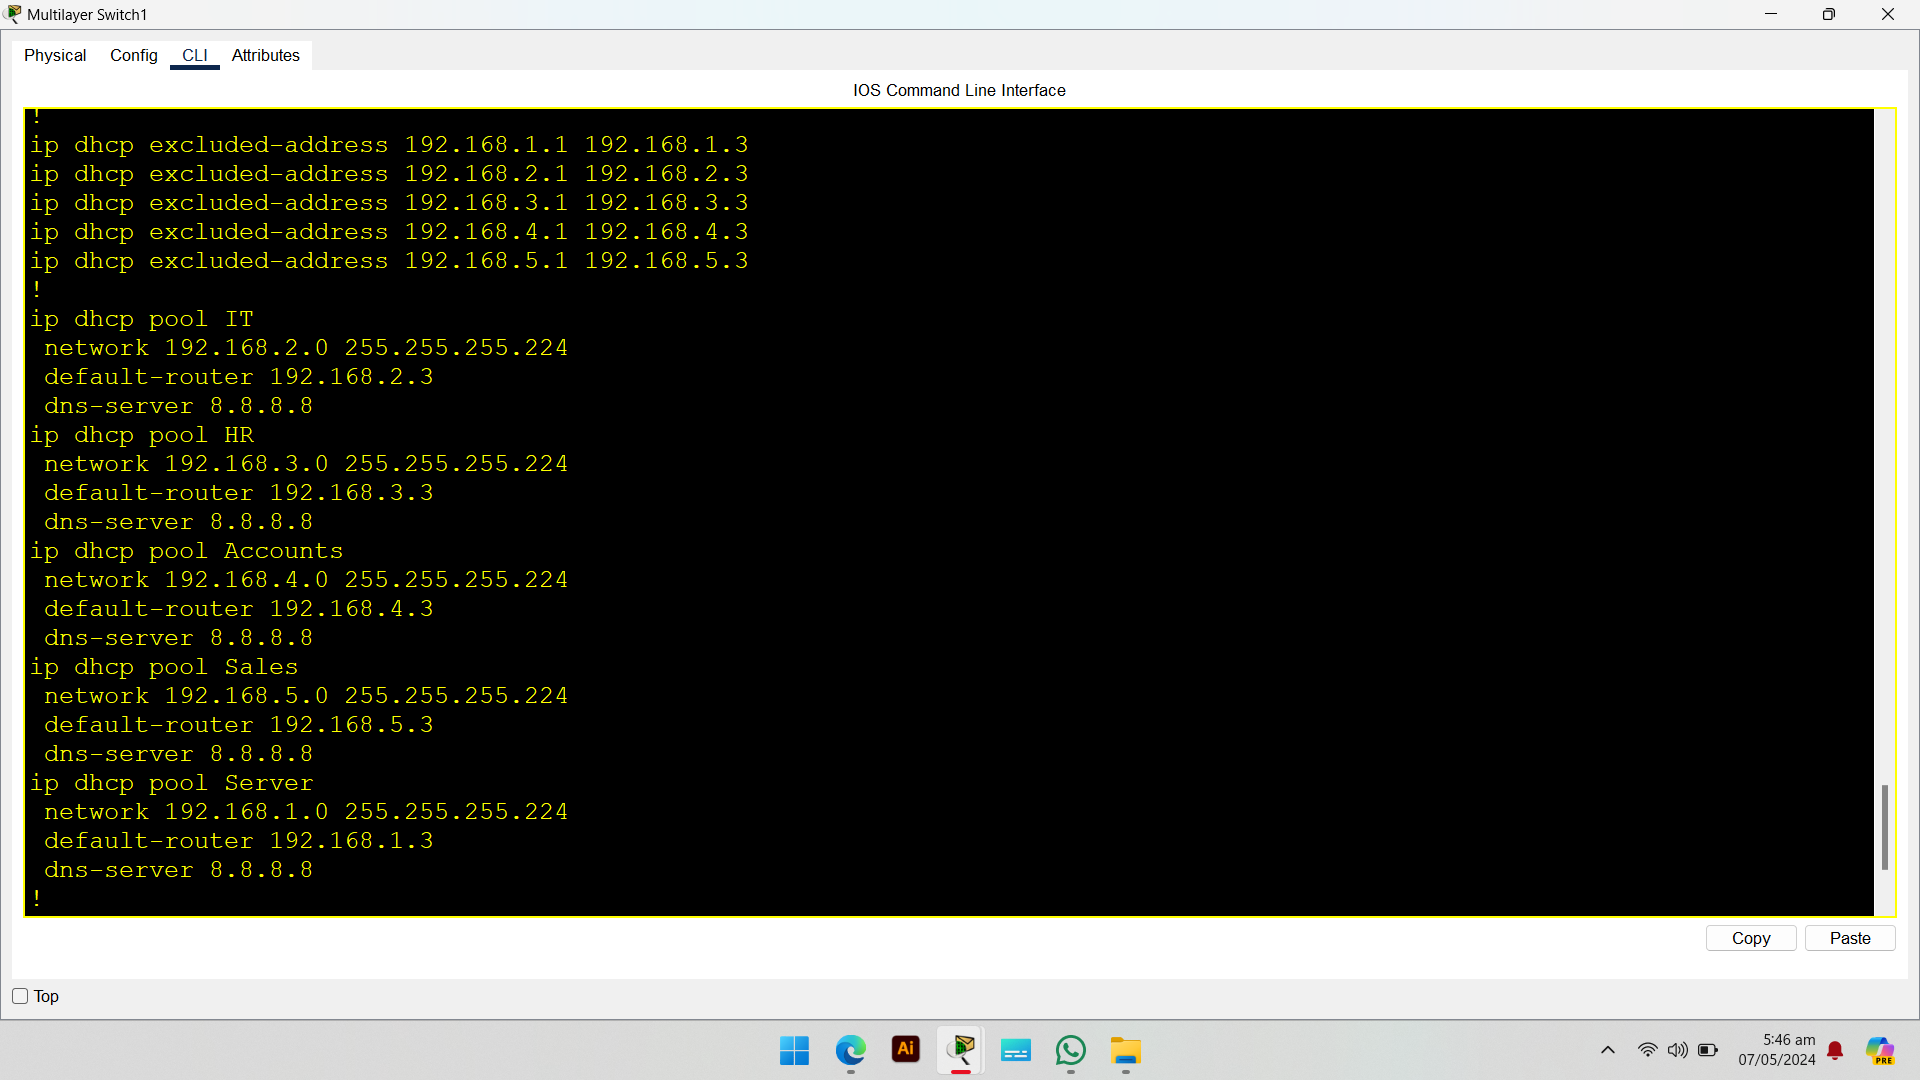 Multilayer Switch1
Physical Config CLI Attributes
IOS Command Line Interface
!
ip dhcp excluded-address 192.168.1.1 192.168.1.3
ip dhcp excluded-address 192.168.2.1 192.168.2.3
ip dhcp excluded-address 192.168.3.1 192.168.3.3
ip dhcp excluded-address 192.168.4.1 192.168.4.3
ip dhcp excluded-address 192.168.5.1 192.168.5.3
!
ip dhcp pool IT
network 192.168.2.0 255.255.255.224
default-router 192.168.2.3
dns-server 8.8.8.8
ip dhcp pool HR
network 192.168.3.0 255.255.255.224
default-router 192.168.3.3
dns-server 8.8.8.8
ip dhcp pool Accounts
network 192.168.4.0 255.255.255.224
default-router 192.168.4.3
dns-server 8.8.8.8
ip dhcp pool Sales
network 192.168.5.0 255.255.255.224
default-router 192.168.5.3
dns-server 8.8.8.8
ip dhcp pool Server
network 192.168.1.0 255.255.255.224
default-router 192.168.1.3
dns-server 8.8.8.8
!
Copy Paste
Top
Ai
5:46 am
07/05/2024
PRE